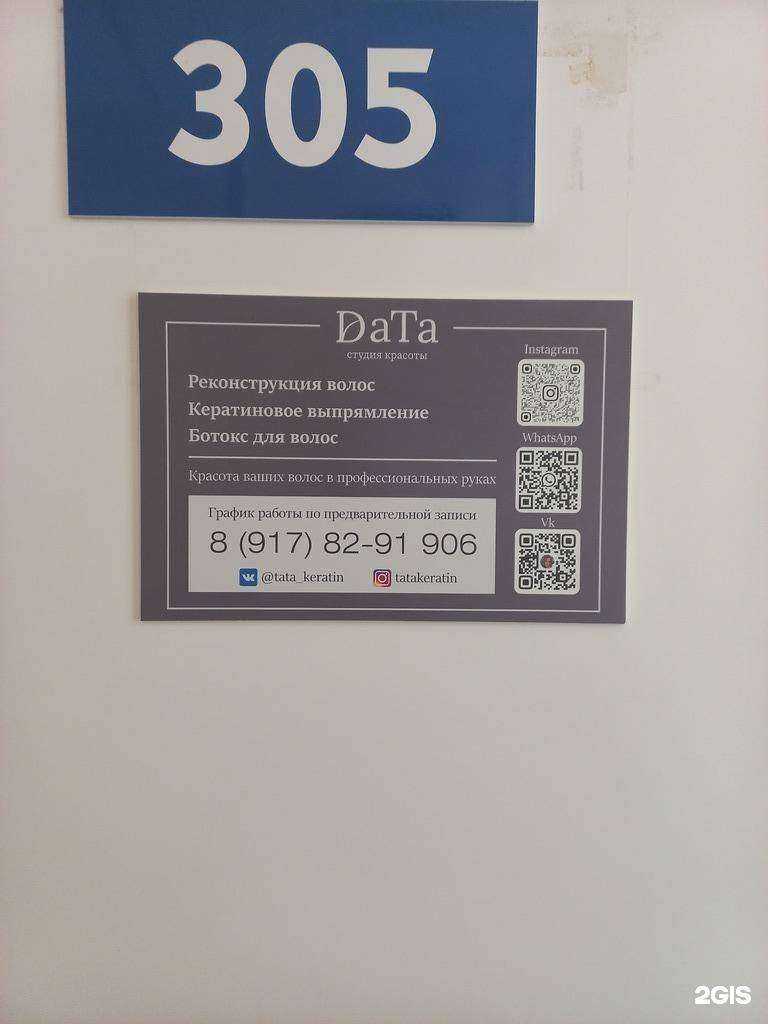 305
DaTa
студия красоты
Реконструкция волос
Кератиновое выпрямление
Ботокс для волос
Красота ваших волос в профессиональных руках
График работы по предварительной записи
8 (917) 82-91 906
@tata_keratin
tatakeratin
Instagram
WhatsApp
Vk
2GIS